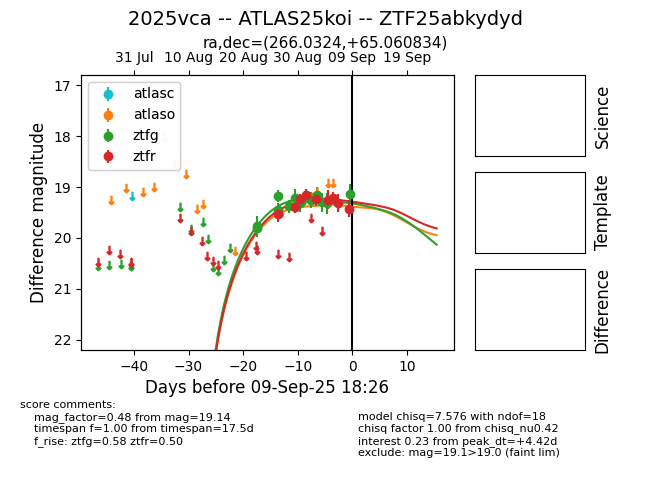 2025vca -- ATLAS25koi -- ZTF25abkydyd
ra,dec=(266.0324,+65.060834)
31 Jul 10 Aug 20 Aug 30 Aug 09 Sep 19 Sep
17
18
19
20
21
22
Difference magnitude
atlasc
atlaso
ztfg
ztfr
−40 −30 −20 −10 0 10
Days before 09-Sep-25 18:26
Science
Template
Difference
score comments:
mag_factor=0.48 from mag=19.14
timespan f=1.00 from timespan=17.5d
f_rise: ztfg=0.58 ztfr=0.50
model chisq=7.576 with ndof=18
chisq factor 1.00 from chisq_nu0.42
interest 0.23 from peak_dt=+4.42d
exclude: mag=19.1>19.0 (faint lim)